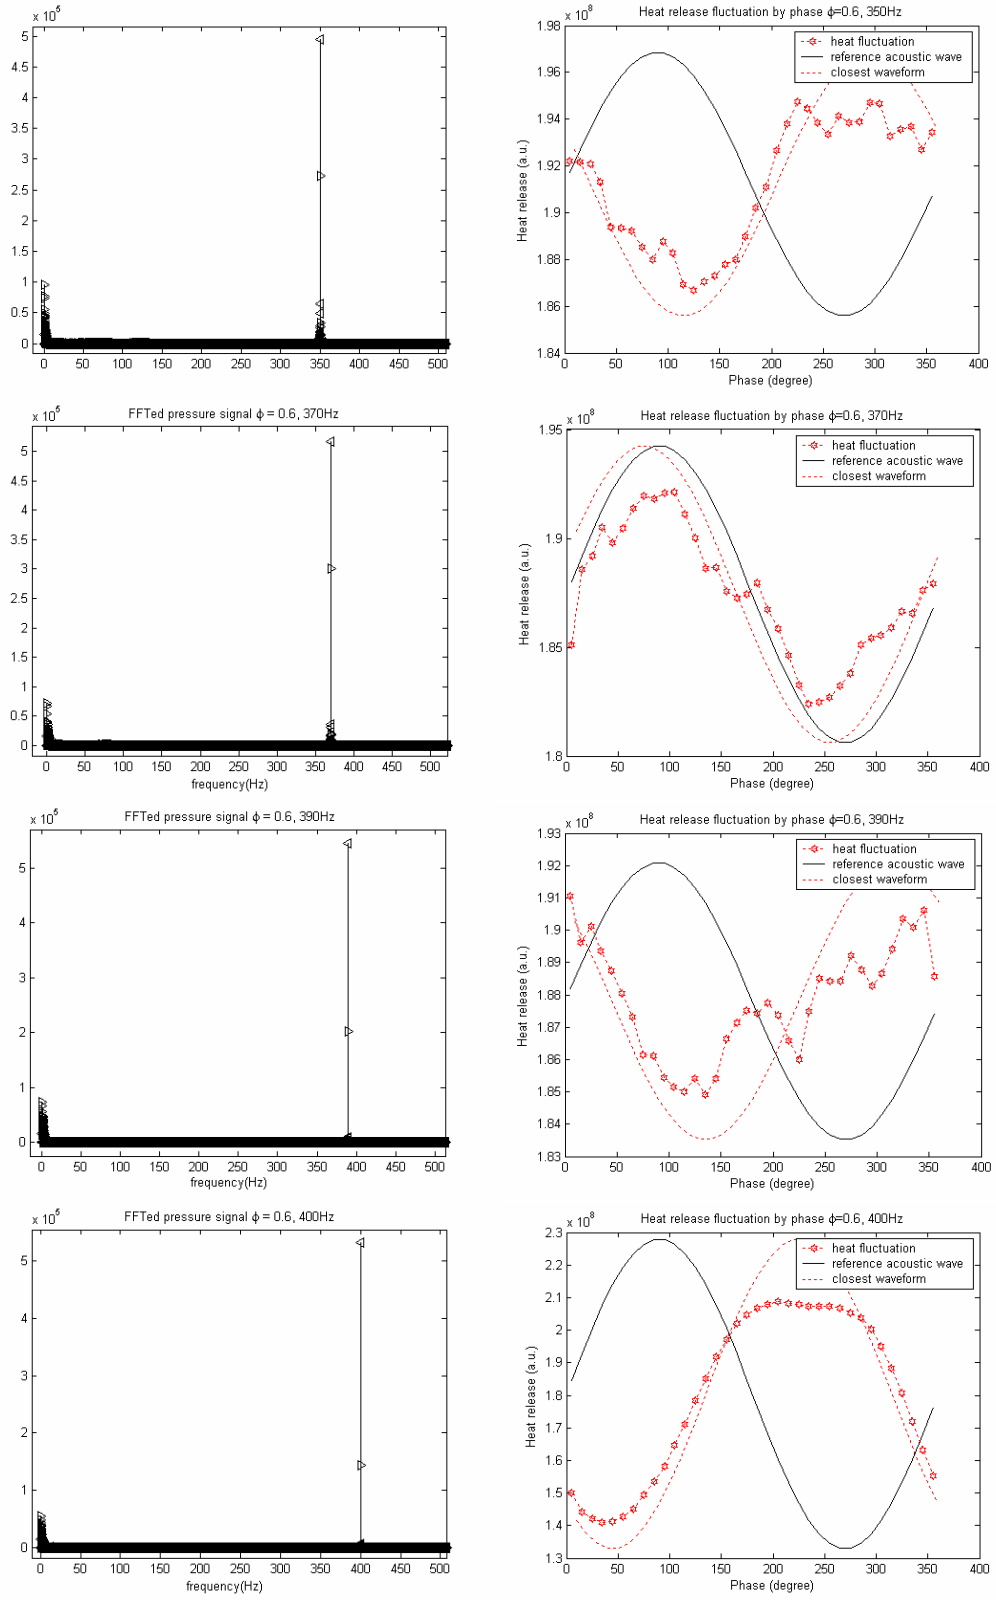 x 10^5
5
4.5
4
3.5
3
2.5
2
1.5
1
0.5
0
0 50 100 150 200 250 300 350 400 450 500
Heat release fluctuation by phase ϕ=0.6, 350Hz
x 10^8
1.98
1.96
1.94
1.92
1.9
1.88
1.86
1.84
Heat release (a.u.)
heat fluctuation
reference acoustic wave
closest waveform
0 50 100 150 200 250 300 350 400
Phase (degree)
FFTed pressure signal ϕ = 0.6, 370Hz
x 10^5
5
4.5
4
3.5
3
2.5
2
1.5
1
0.5
0
0 50 100 150 200 250 300 350 400 450 500
frequency(Hz)
Heat release fluctuation by phase ϕ=0.6, 370Hz
x 10^8
1.95
1.9
1.85
1.8
Heat release (a.u.)
heat fluctuation
reference acoustic wave
closest waveform
0 50 100 150 200 250 300 350 400
Phase (degree)
FFTed pressure signal ϕ = 0.6, 390Hz
x 10^5
5
4
3
2
1
0
0 50 100 150 200 250 300 350 400 450 500
frequency(Hz)
Heat release fluctuation by phase ϕ=0.6, 390Hz
x 10^8
1.93
1.92
1.91
1.9
1.89
1.88
1.87
1.86
1.85
1.84
1.83
Heat release (a.u.)
heat fluctuation
reference acoustic wave
closest waveform
0 50 100 150 200 250 300 350 400
Phase (degree)
FFTed pressure signal ϕ = 0.6, 400Hz
x 10^5
5
4
3
2
1
0
0 50 100 150 200 250 300 350 400 450 500
frequency(Hz)
Heat release fluctuation by phase ϕ=0.6, 400Hz
x 10^8
2.3
2.2
2.1
2
1.9
1.8
1.7
1.6
1.5
1.4
1.3
Heat release (a.u.)
heat fluctuation
reference acoustic wave
closest waveform
0 50 100 150 200 250 300 350 400
Phase (degree)